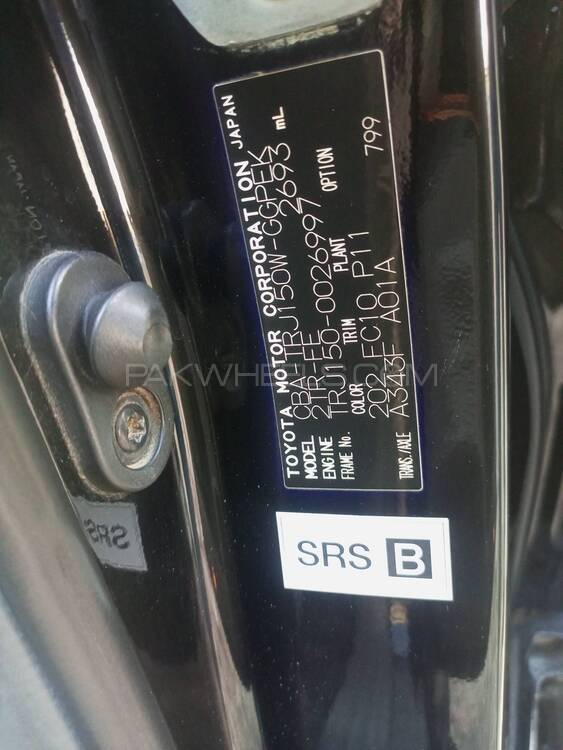 TOYOTA MOTOR CORPORATION JAPAN
MODEL CBA-TRJ150W-GGPEK
ENGINE 2TR-FE 2693 mL
FRAME No. TRJ150-0026997
COLOR TRIM PLANT OPTION
202 FC10 P11 799
TRANS./AXLE A343F A01A
SRS B
SRS
PAKWHEELS.COM